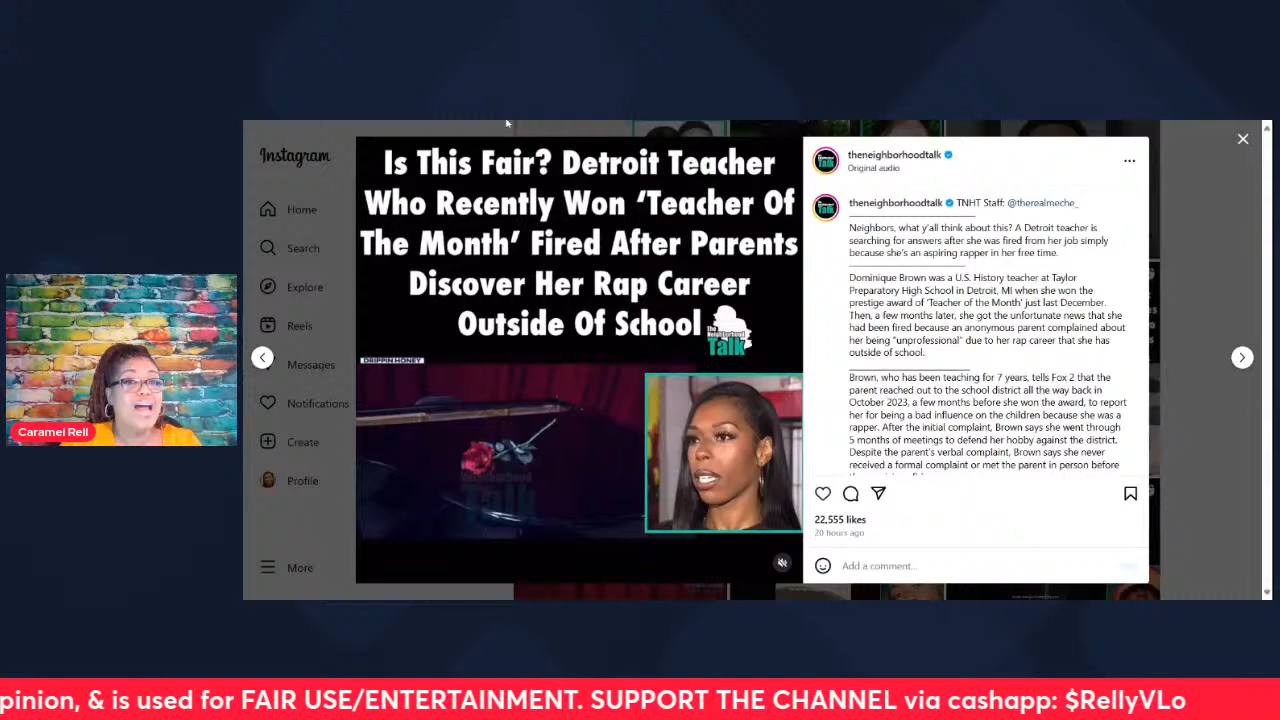 Instagram
Home
Search
Explore
Reels
Messages
Notifications
Create
Profile
More
Is This Fair? Detroit Teacher
Who Recently Won ‘Teacher Of
The Month’ Fired After Parents
Discover Her Rap Career
Outside Of School
The
Neighborhood
Talk
DRIPPIN HONEY
Neighborhood
Talk
theneighborhoodtalk
Original audio
theneighborhoodtalk TNHT Staff: @therealmeche_
Neighbors, what y'all think about this? A Detroit teacher is
searching for answers after she was fired from her job simply
because she's an aspiring rapper in her free time.
Dominique Brown was a U.S. History teacher at Taylor
Preparatory High School in Detroit, MI when she won the
prestige award of ‘Teacher of the Month’ just last December.
Then, a few months later, she got the unfortunate news that she
had been fired because an anonymous parent complained about
her being “unprofessional” due to her rap career that she has
outside of school.
Brown, who has been teaching for 7 years, tells Fox 2 that the
parent reached out to the school district all the way back in
October 2023, a few months before she won the award, to report
her for being a bad influence on the children because she was a
rapper. After the initial complaint, Brown says she went through
5 months of meetings to defend her hobby against the district.
Despite the parent's verbal complaint, Brown says she never
received a formal complaint or met the parent in person before
22,555 likes
20 hours ago
Add a comment...
Caramel Rell
pinion, & is used for FAIR USE/ENTERTAINMENT. SUPPORT THE CHANNEL via cashapp: $RellyVLo